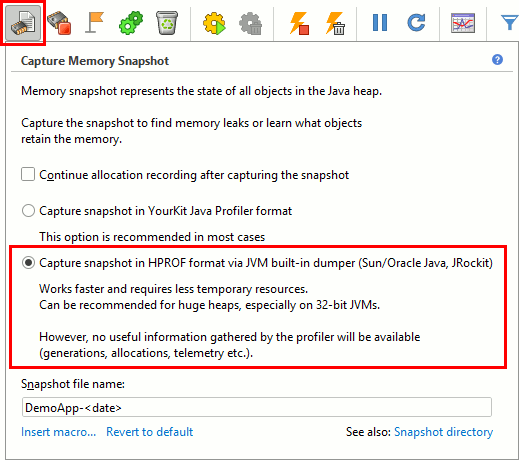 Capture Memory Snapshot
Memory snapshot represents the state of all objects in the Java heap.
Capture the snapshot to find memory leaks or learn what objects
retain the memory.
Continue allocation recording after capturing the snapshot
Capture snapshot in YourKit Java Profiler format
This option is recommended in most cases
Capture snapshot in HPROF format via JVM built-in dumper (Sun/Oracle Java, JRockit)
Works faster and requires less temporary resources.
Can be recommended for huge heaps, especially on 32-bit JVMs.
However, no useful information gathered by the profiler will be available
(generations, allocations, telemetry etc.).
Snapshot file name:
DemoApp-<date>
Insert macro... Revert to default See also: Snapshot directory